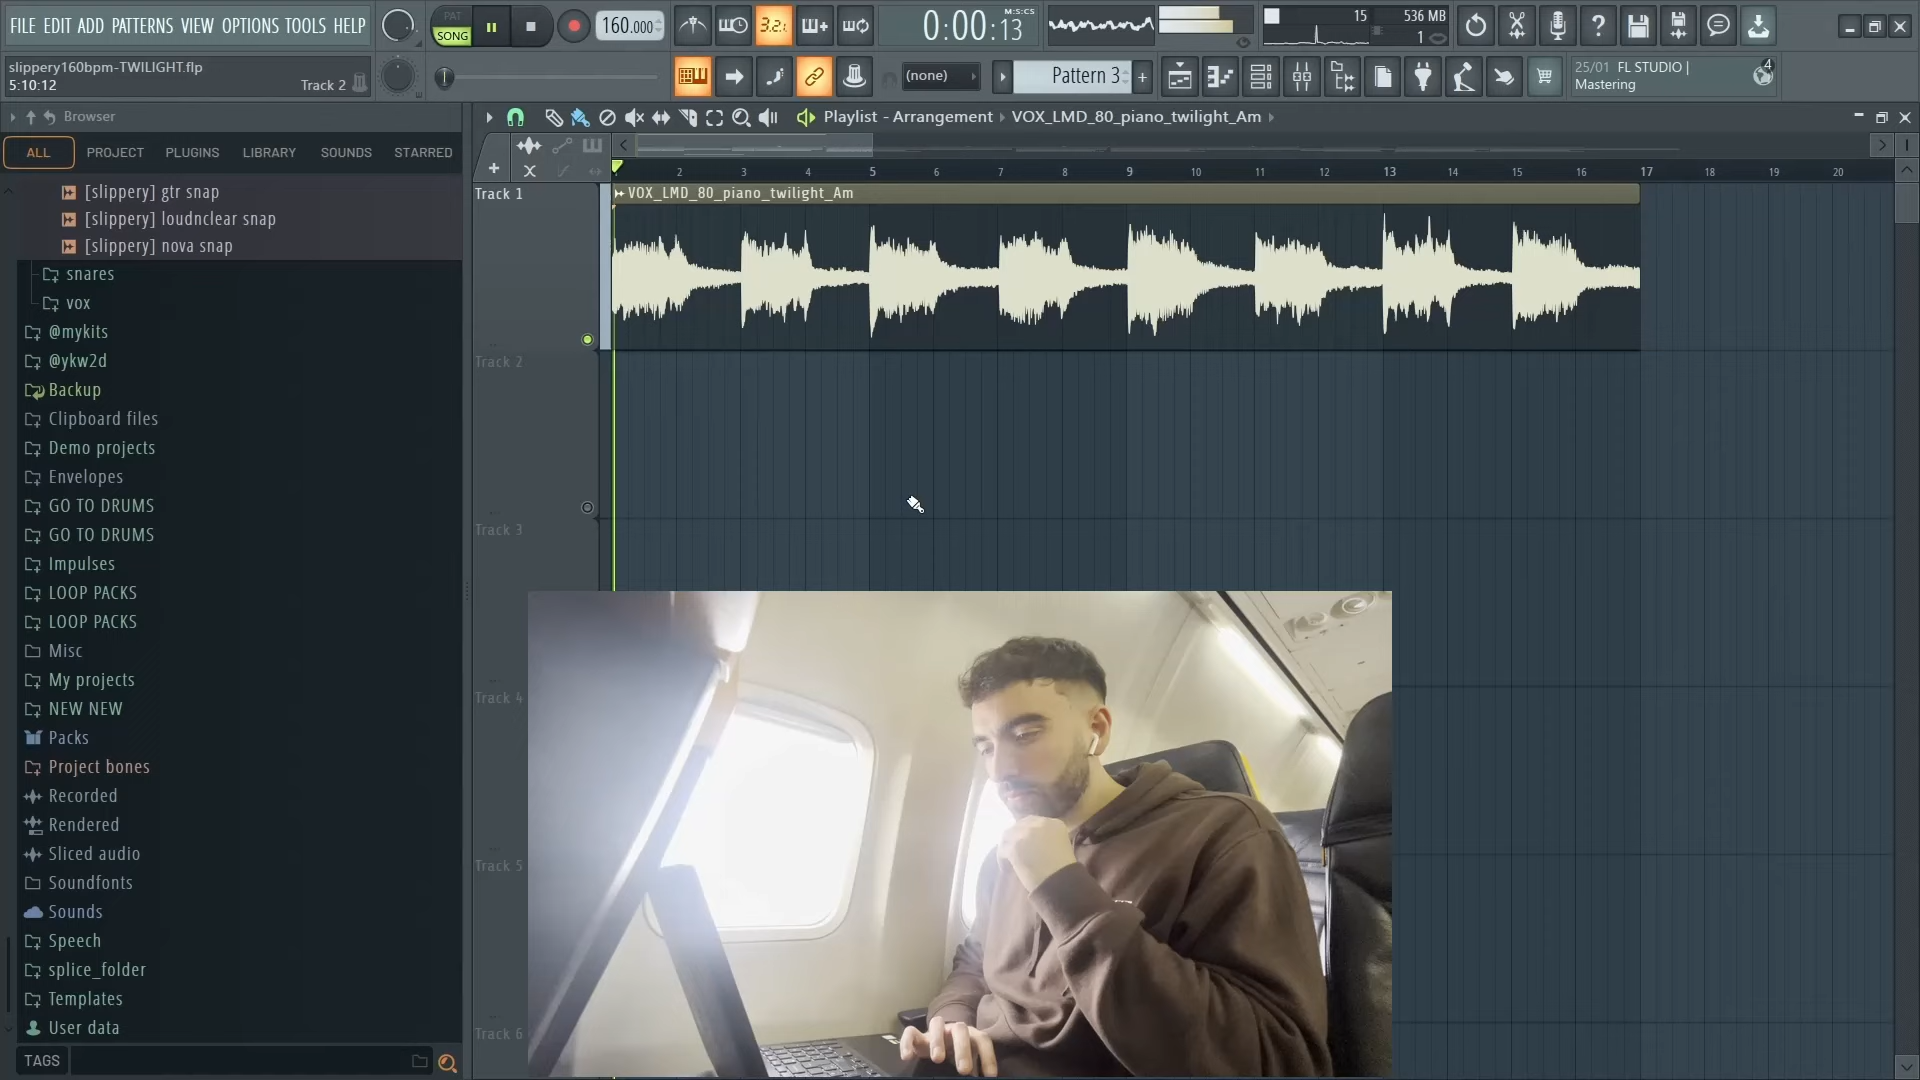 FILE EDIT ADD PATTERNS VIEW OPTIONS TOOLS HELP
PAT
SONG
160.000
3.2.
0:00:13
M:S:CS
15
536 MB
1
slippery160bpm-TWILIGHT.flp
5:10:12
Track 2
(none)
Pattern 3
25/01 FL STUDIO |
Mastering
4
Browser
Playlist - Arrangement › VOX_LMD_80_piano_twilight_Am
ALL
PROJECT
PLUGINS
LIBRARY
SOUNDS
STARRED
2 3 4 5 6 7 8 9 10 11 12 13 14 15 16 17 18 19 20
[slippery] gtr snap
[slippery] loudnclear snap
[slippery] nova snap
snares
vox
@mykits
@ykw2d
Backup
Clipboard files
Demo projects
Envelopes
GO TO DRUMS
GO TO DRUMS
Impulses
LOOP PACKS
LOOP PACKS
Misc
My projects
NEW NEW
Packs
Project bones
Recorded
Rendered
Sliced audio
Soundfonts
Sounds
Speech
splice_folder
Templates
User data
TAGS
Track 1
VOX_LMD_80_piano_twilight_Am
Track 2
Track 3
Track 4
Track 5
Track 6